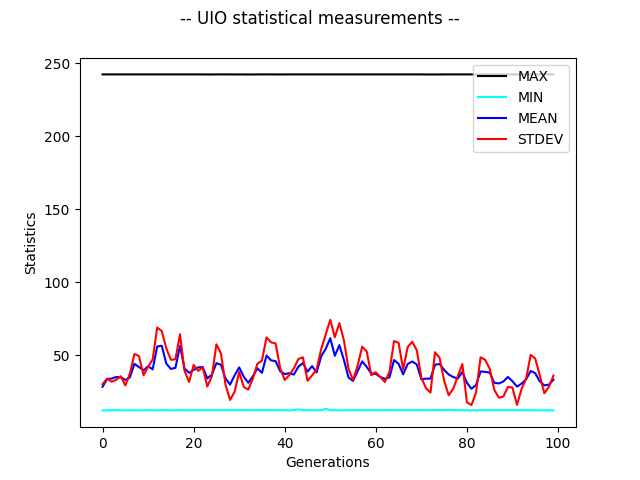 -- UIO statistical measurements --
250
200
150
100
50
Statistics
MAX
MIN
MEAN
STDEV
0 20 40 60 80 100
Generations